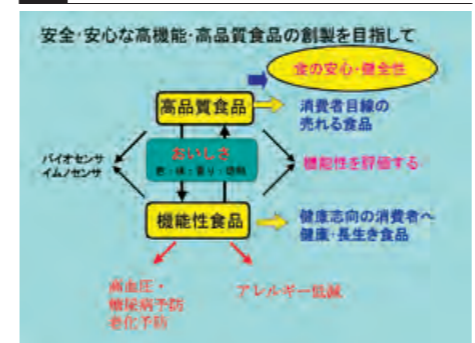 安全・安心な高機能・高品質食品の創製を目指して
食の安心・健全性
高品質食品
消費者目線の
売れる食品
おいしさ
色・味・香り・
バイオセンサ
イムノセンサ
機能性を評価する
機能性食品
健康志向の消費者へ
健康・長生き食品
高血圧・
糖尿病予防
老化予防
アレルギー低減